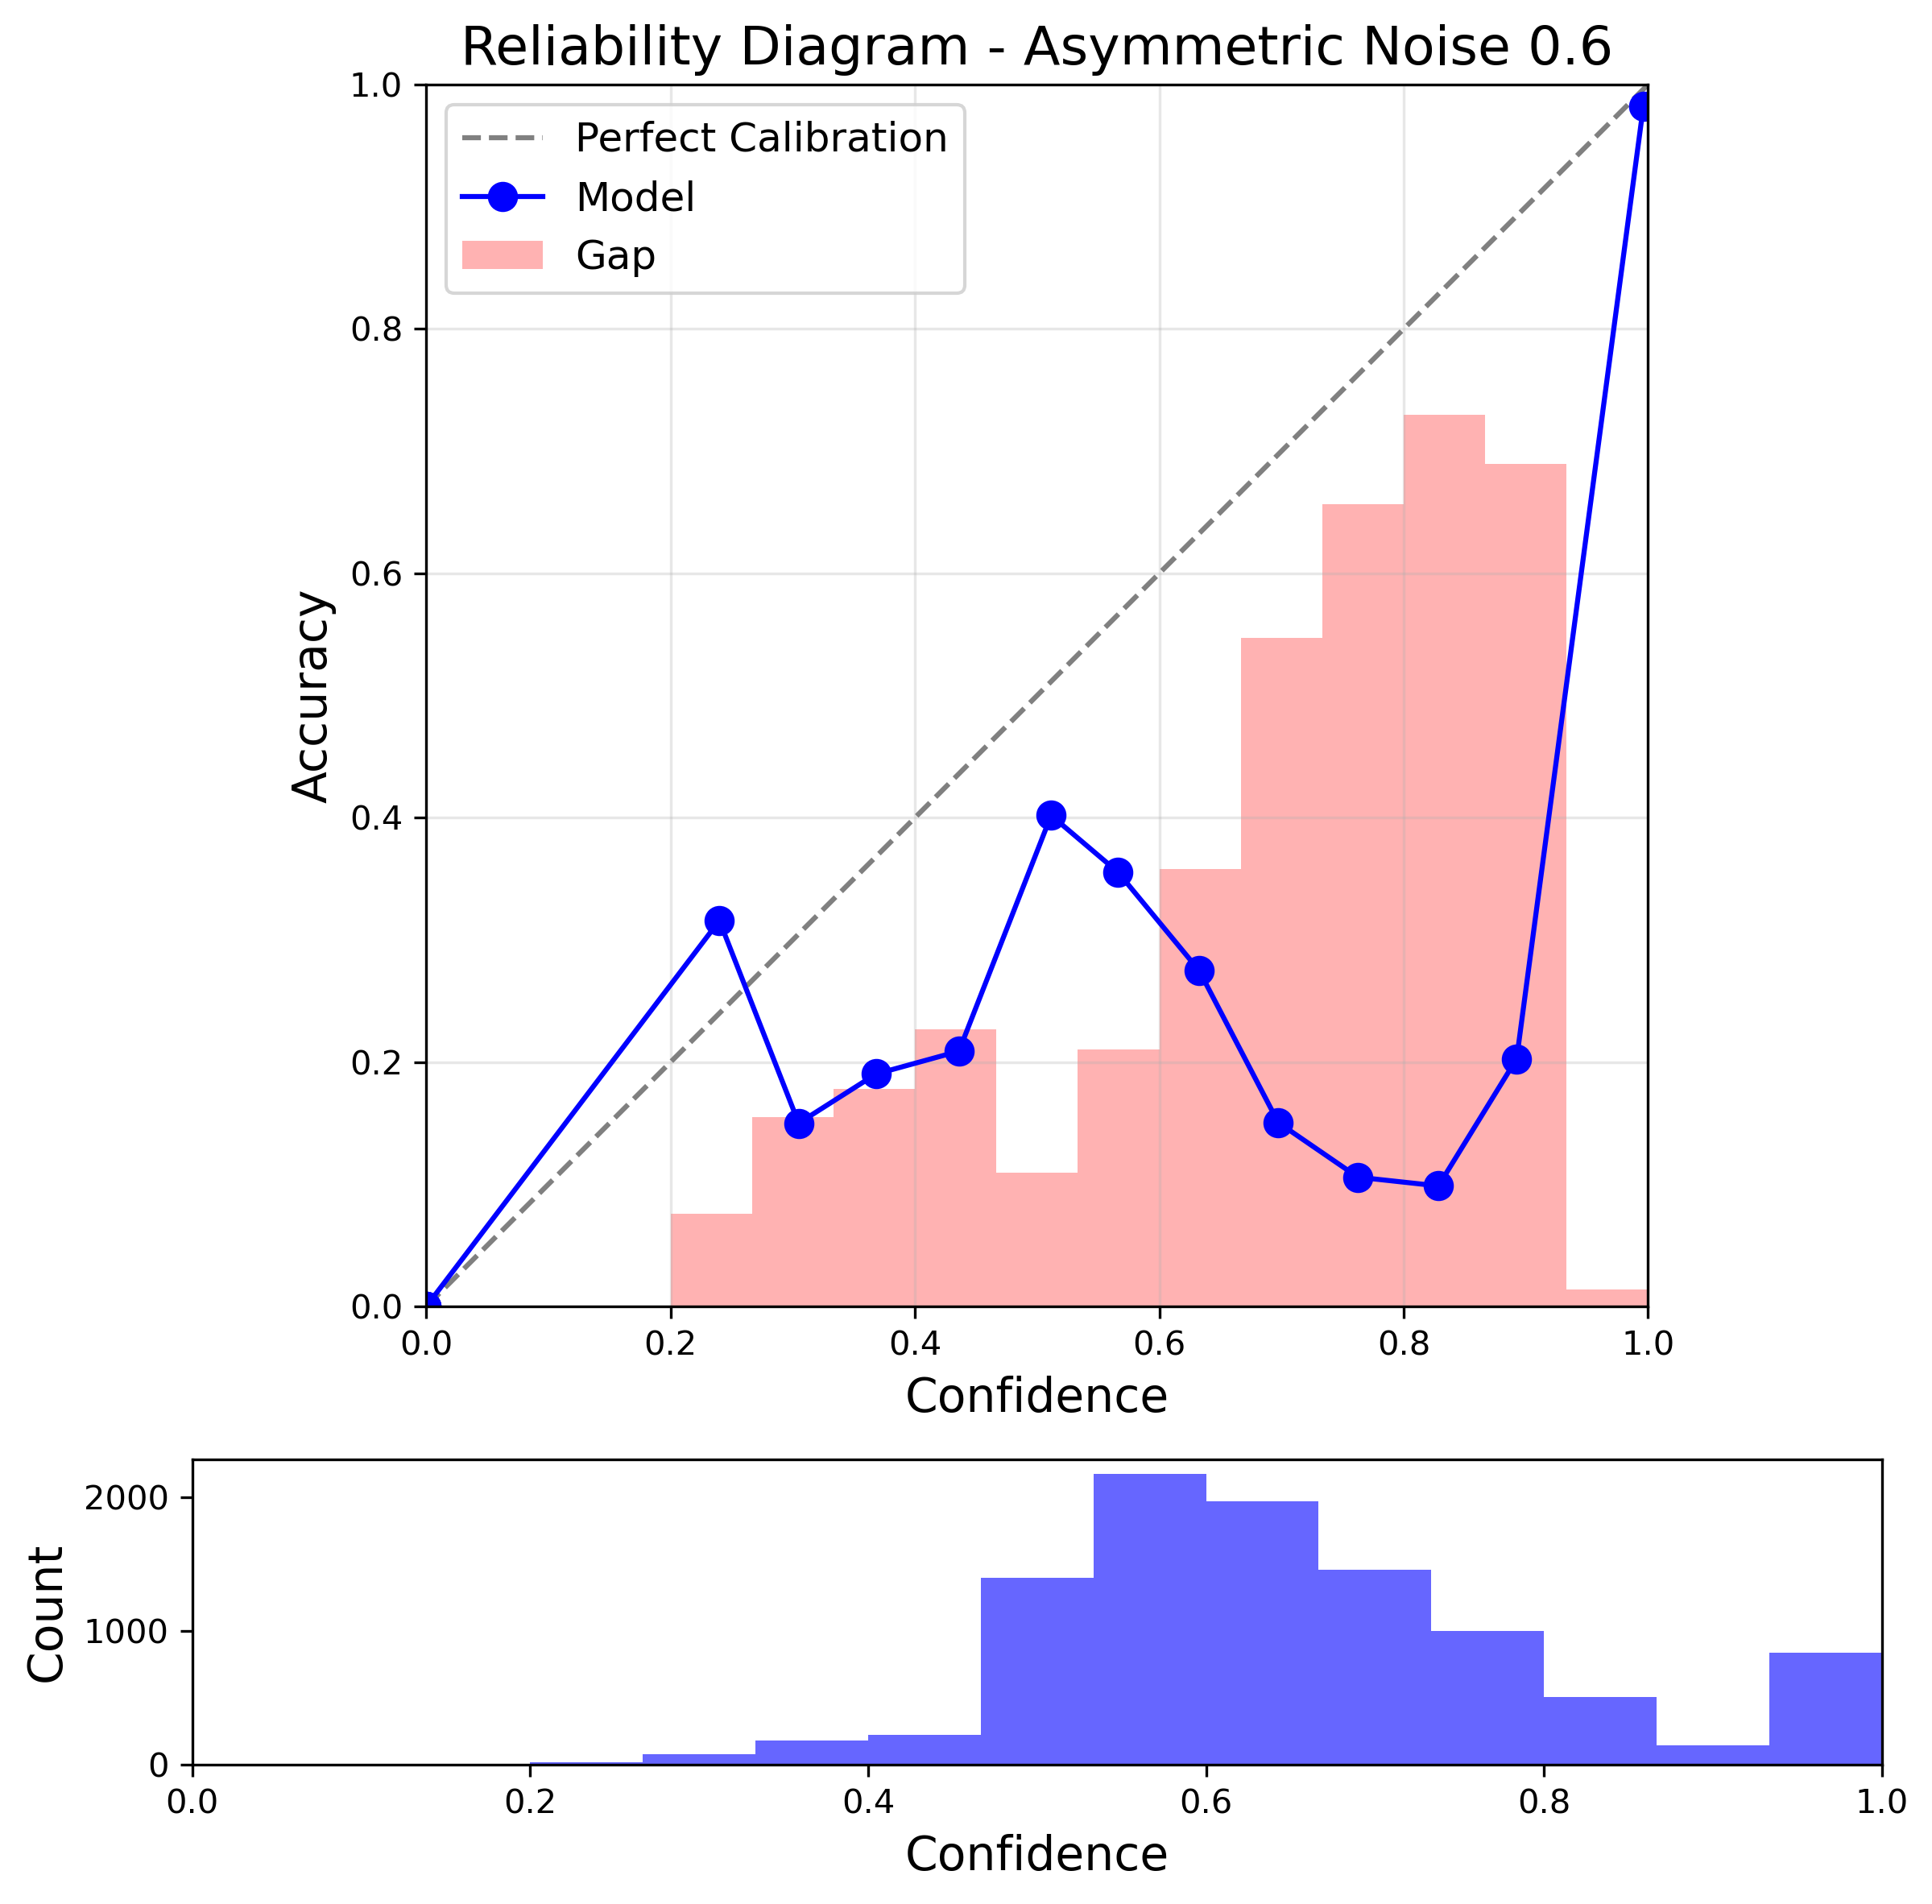 Reliability Diagram - Asymmetric Noise 0.6
1.0
0.8
0.6
0.4
0.2
0.0
Accuracy
Perfect Calibration
Model
Gap
0.0 0.2 0.4 0.6 0.8 1.0
Confidence
2000
1000
0
Count
0.0 0.2 0.4 0.6 0.8 1.0
Confidence